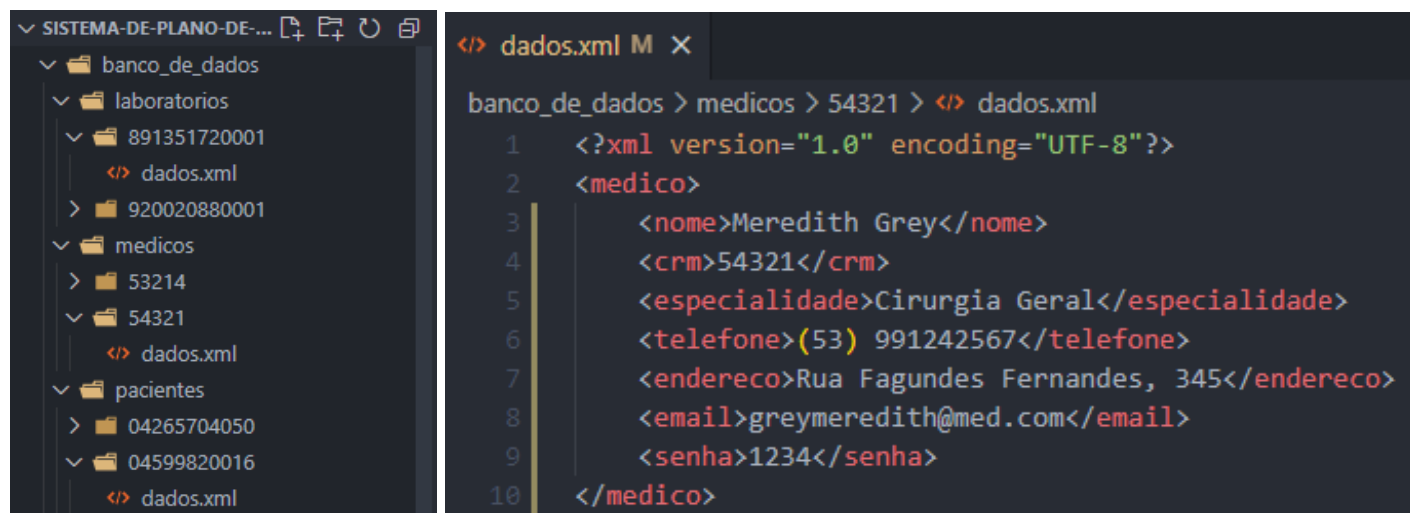 SISTEMA-DE-PLANO-DE-...
banco_de_dados
laboratorios
891351720001
dados.xml
920020880001
medicos
53214
54321
dados.xml
pacientes
04265704050
04599820016
dados.xml
dados.xml M
banco_de_dados > medicos > 54321 > dados.xml
1 <?xml version="1.0" encoding="UTF-8"?>
2 <medico>
3 <nome>Meredith Grey</nome>
4 <crm>54321</crm>
5 <especialidade>Cirurgia Geral</especialidade>
6 <telefone>(53) 991242567</telefone>
7 <endereco>Rua Fagundes Fernandes, 345</endereco>
8 <email>greymeredith@med.com</email>
9 <senha>1234</senha>
10 </medico>